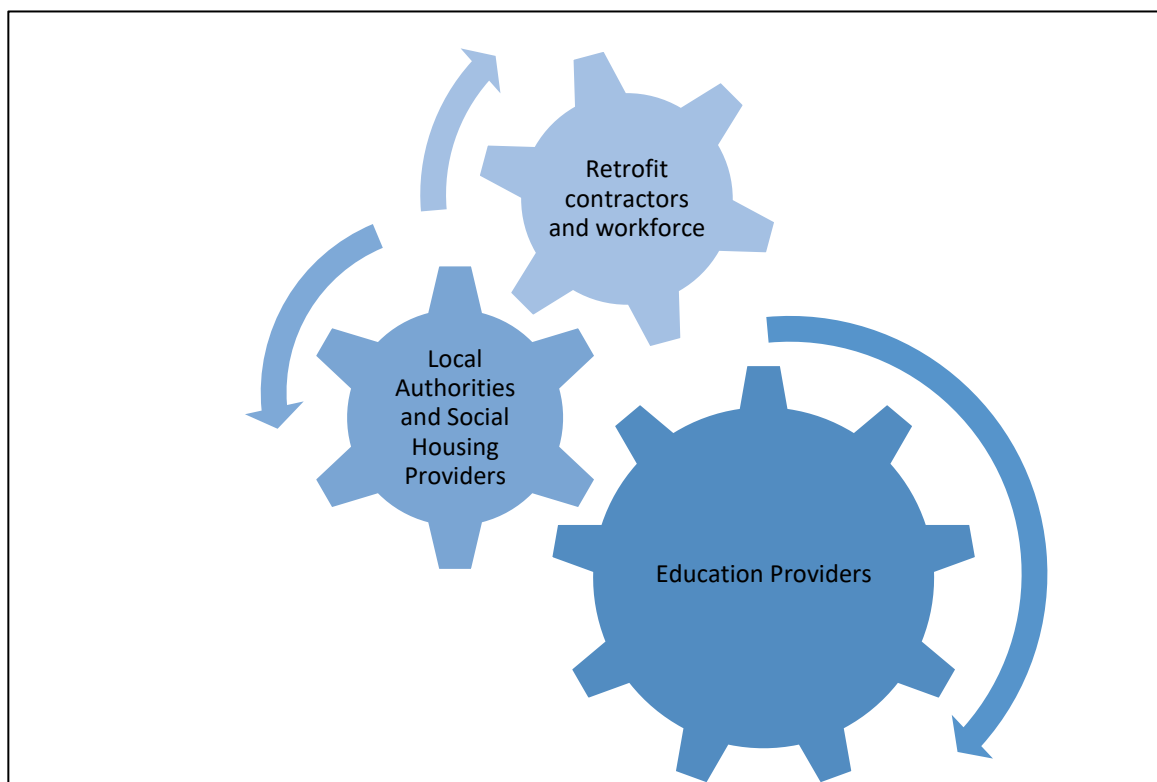 Retrofit
contractors
and workforce
Local
Authorities
and Social
Housing
Providers
Education Providers